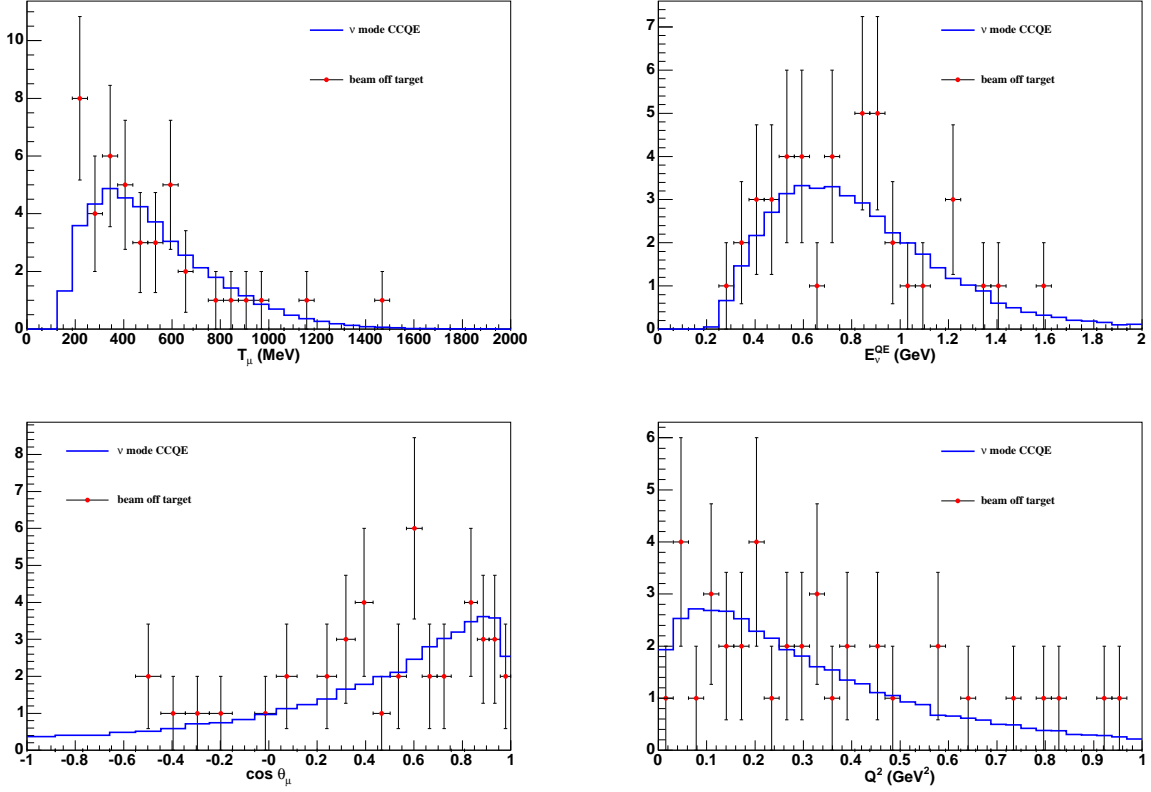 10
8
6
4
2
0
ν mode CCQE
beam off target
0 200 400 600 800 1000 1200 1400 1600 1800 2000
T_μ (MeV)
7
6
5
4
3
2
1
0
ν mode CCQE
beam off target
0 0.2 0.4 0.6 0.8 1 1.2 1.4 1.6 1.8 2
E_ν^QE (GeV)
8
7
6
5
4
3
2
1
0
ν mode CCQE
beam off target
-1 -0.8 -0.6 -0.4 -0.2 -0 0.2 0.4 0.6 0.8 1
cos θ_μ
6
5
4
3
2
1
0
ν mode CCQE
beam off target
0 0.1 0.2 0.3 0.4 0.5 0.6 0.7 0.8 0.9 1
Q² (GeV²)